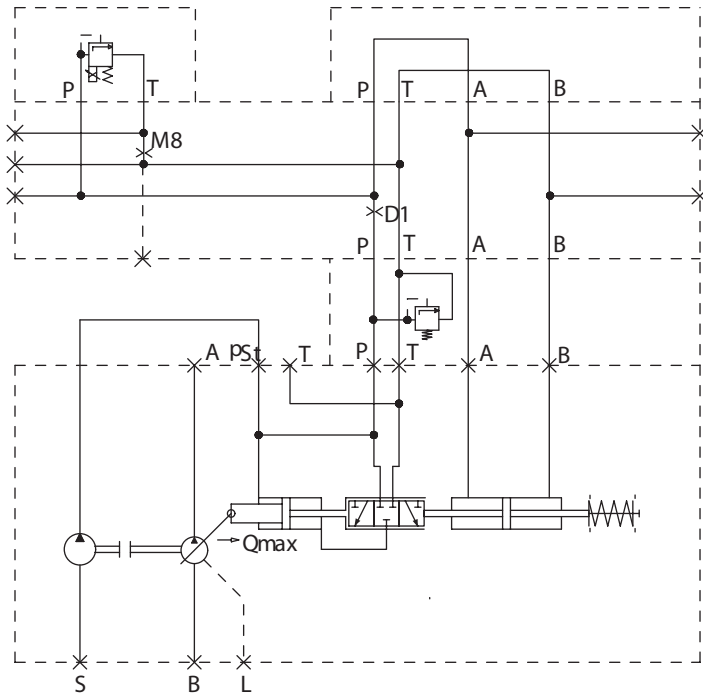 P T P T A B
M8
D1
P T A B
A pSt T P T A B
Qmax
S B L